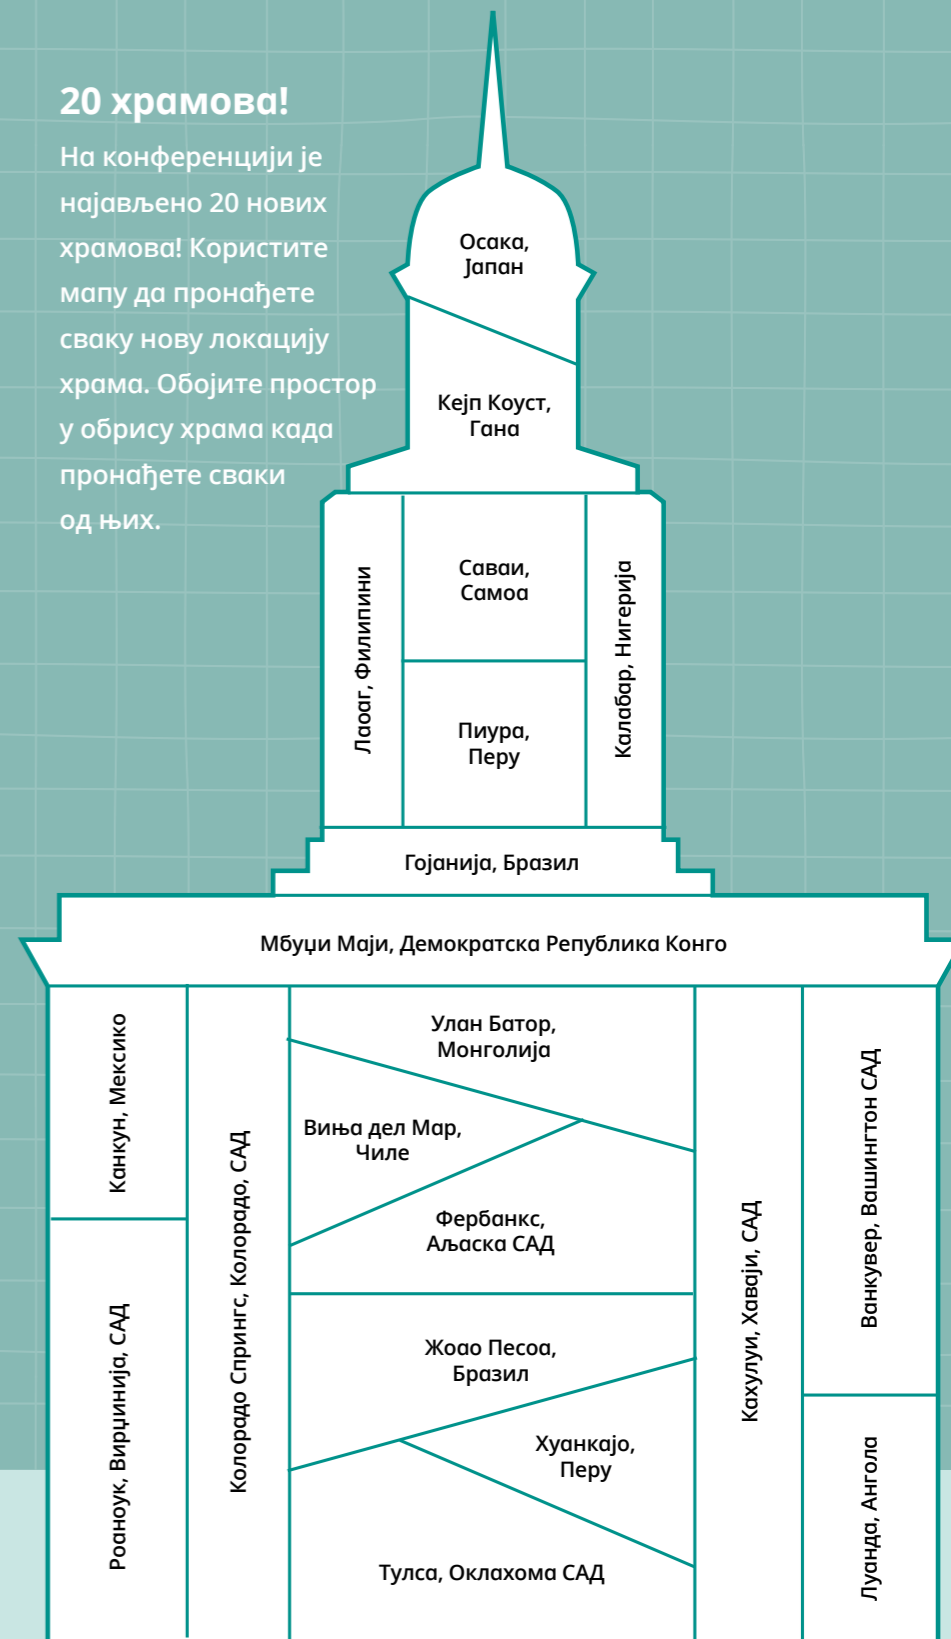 20 храмова!
На конференцији је
најављено 20 нових
храмова! Користите
мапу да пронађете
сваку нову локацију
храма. Обојите простор
у обрису храма када
пронађете сваки
од њих.
Осака,
Јапан
Кејп Коуст,
Гана
Лаоаг, Филипини
Саваи,
Самоа
Пиура,
Перу
Калабар, Нигерија
Гојанија, Бразил
Мбуџи Маји, Демократска Република Конго
Канкун, Мексико
Роаноук, Вирџинија, САД
Колорадо Спрингс, Колорадо, САД
Улан Батор,
Монголија
Виња дел Мар,
Чиле
Фербанкс,
Аљаска САД
Жоао Песоа,
Бразил
Хуанкајо,
Перу
Тулса, Оклахома САД
Кахулуи, Хаваји, САД
Ванкувер, Вашингтон САД
Луанда, Ангола